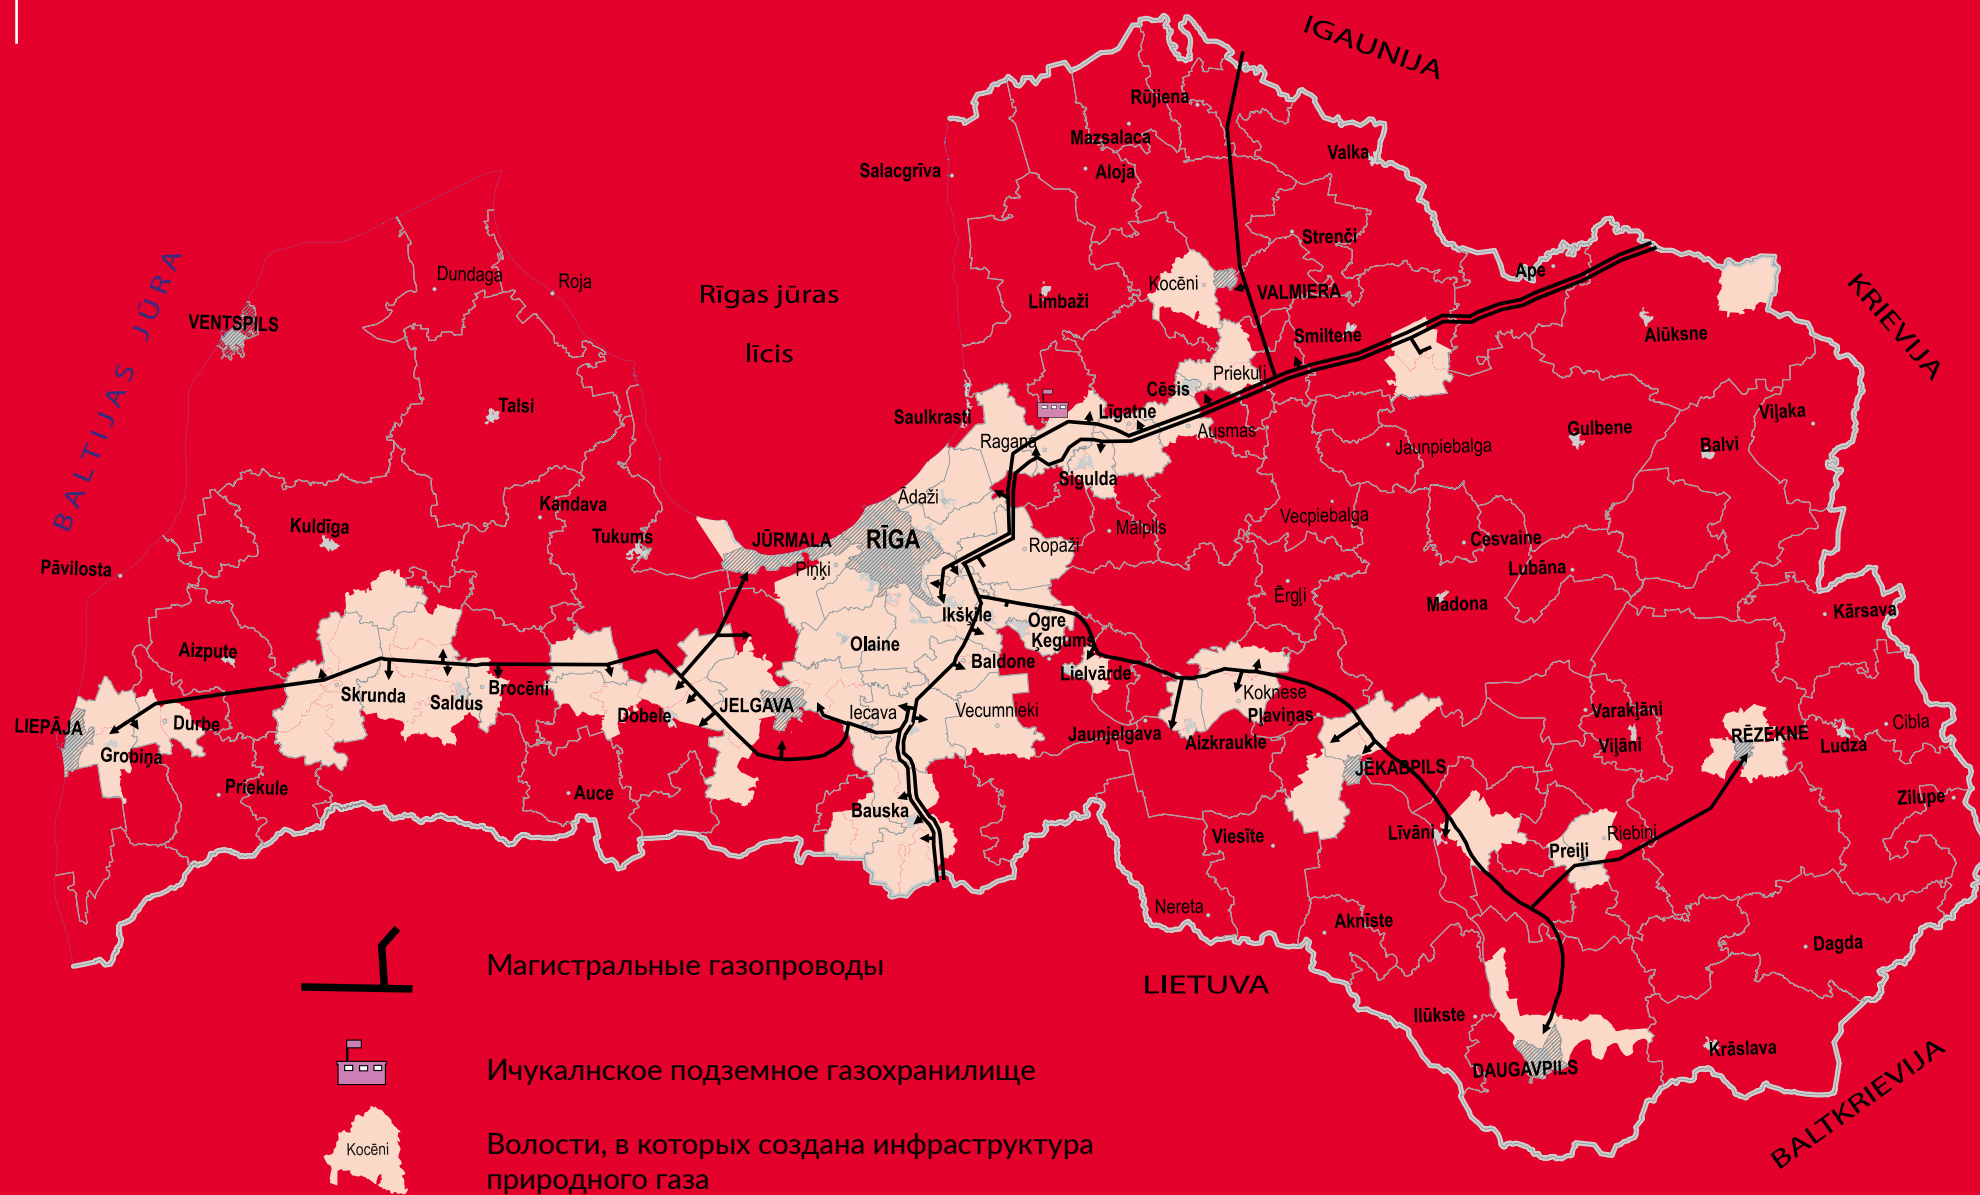 IGAUNIJA
Rūjiena
Mazsalaca
Valka
Salacgrīva
Aloja
Strenči
BALTIJAS JŪRA
Dundaga
Roja
Rīgas jūras
līcis
Kocēni
Limbaži
VALMIERA
Ape
KRIEVIJA
VENTSPILS
Smiltene
Alūksne
Priekuļi
Cēsis
Talsi
Saulkrasti
Līgatne
Ragana
Ausmas
Jaunpiebalga
Gulbene
Viļaka
Balvi
Sigulda
Ādaži
Kandava
Kuldīga
Tukums
JŪRMALA
RĪGA
Mālpils
Vecpiebalga
Cesvaine
Ropaži
Piņķi
Pāvilosta
Lubāna
Ērgļi
Madona
Kārsava
Ikšķile
Ogre
Ķegums
Olaine
Aizpute
Baldone
Lielvārde
Skrunda
Saldus
Brocēni
Koknese
Pļaviņas
Dobele
JELGAVA
Iecava
Vecumnieki
Varakļāni
Cibla
LIEPĀJA
Durbe
Jaunjelgava
Aizkraukle
Viļāni
RĒZEKNE
Ludza
Grobiņa
JĒKABPILS
Priekule
Auce
Zilupe
Bauska
Viesīte
Līvāni
Riebiņi
Preiļi
Nereta
Aknīste
Dagda
LIETUVA
Ilūkste
Krāslava
DAUGAVPILS
BALTKRIEVIJA
Магистральные газопроводы
Ичукалнское подземное газохранилище
Kocēni
Волости, в которых создана инфраструктура
природного газа